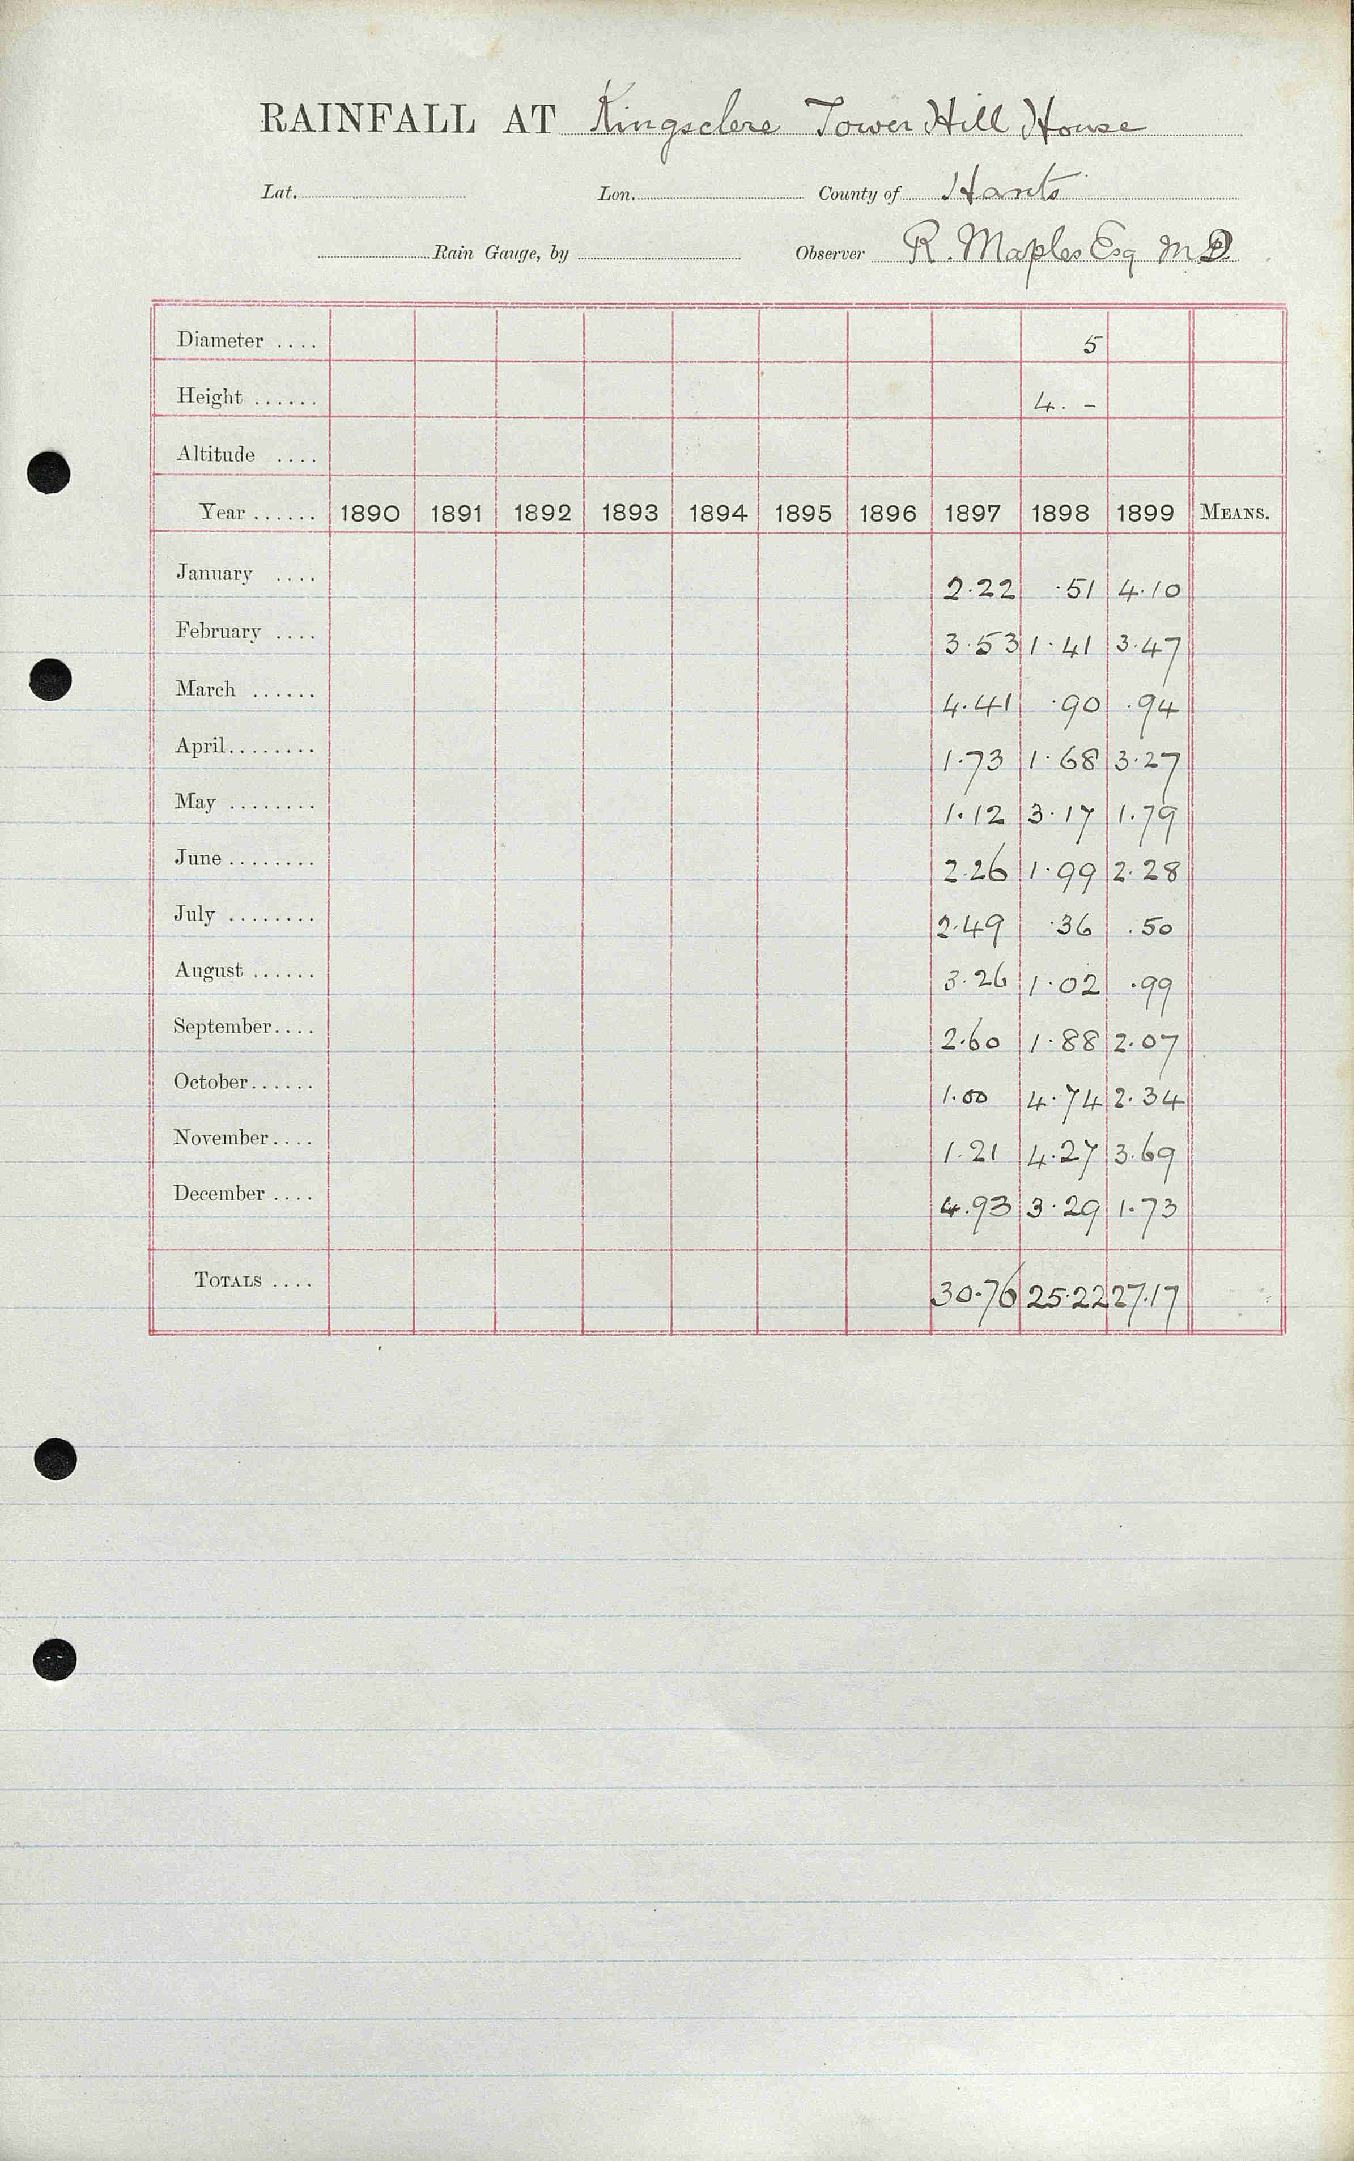 RAINFALL AT Kingsclere Tower Hill House
Lat. Lon. County of Hants
Rain Gauge, by Observer R. Maples Esq M D
Diameter .... 5
Height ...... 4. -
Altitude ....
Year ...... 1890 1891 1892 1893 1894 1895 1896 1897 1898 1899 MEANS.
January .... 2.22 .51 4.10
February .... 3.53 1.41 3.47
March ...... 4.41 .90 .94
April........ 1.73 1.68 3.27
May ........ 1.12 3.17 1.79
June ........ 2.26 1.99 2.28
July ........ 2.49 .36 .50
August ...... 3.26 1.02 .99
September.... 2.60 1.88 2.07
October...... 1.00 4.74 2.34
November.... 1.21 4.27 3.69
December .... 4.93 3.29 1.73
TOTALS .... 30.76 25.22 27.17